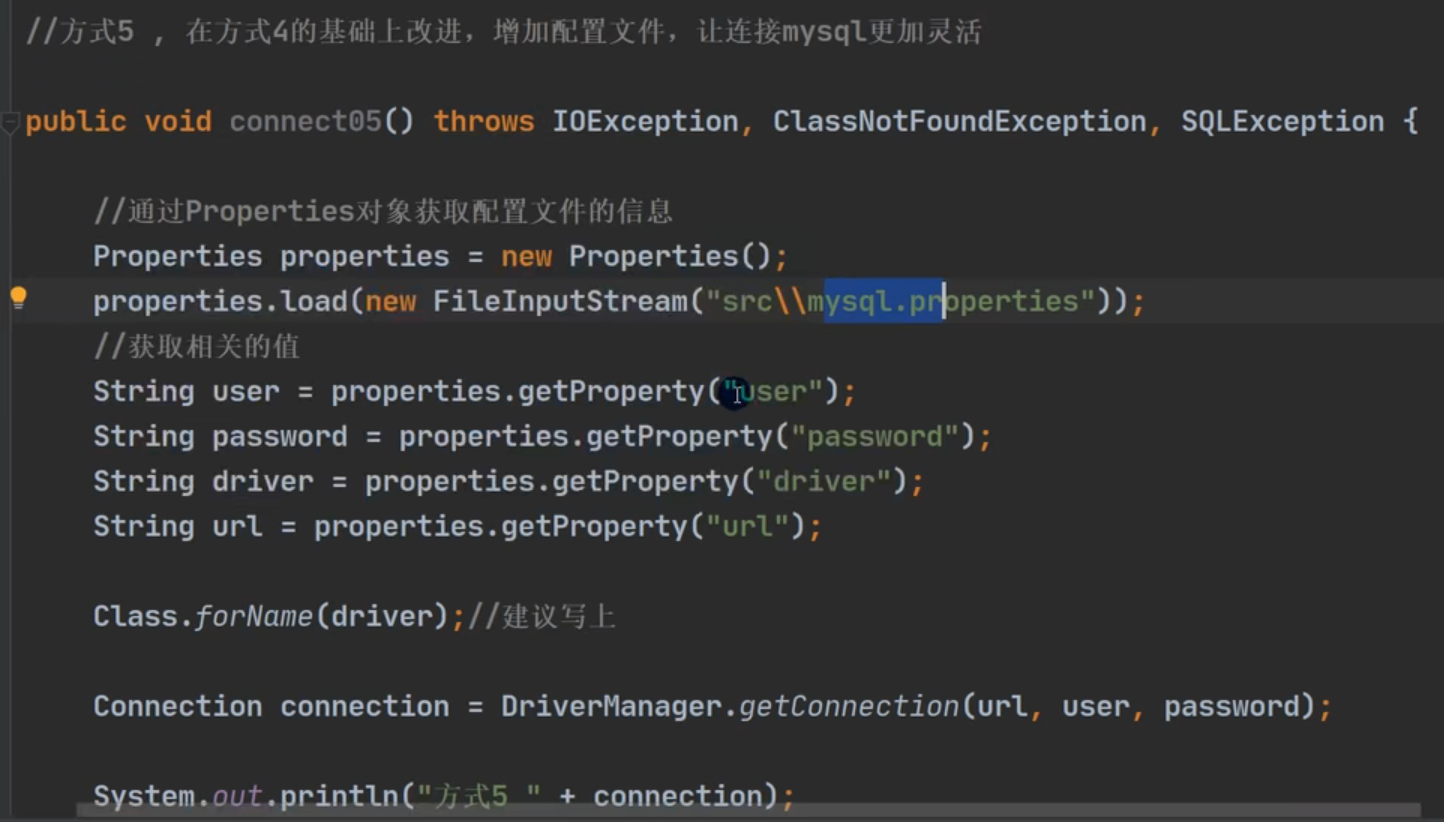 //方式5 , 在方式4的基础上改进，增加配置文件，让连接mysql更加灵活
public void connect05() throws IOException, ClassNotFoundException, SQLException {
//通过Properties对象获取配置文件的信息
Properties properties = new Properties();
properties.load(new FileInputStream("src\\mysql.properties"));
//获取相关的值
String user = properties.getProperty("user");
String password = properties.getProperty("password");
String driver = properties.getProperty("driver");
String url = properties.getProperty("url");
Class.forName(driver);//建议写上
Connection connection = DriverManager.getConnection(url, user, password);
System.out.println("方式5 " + connection);